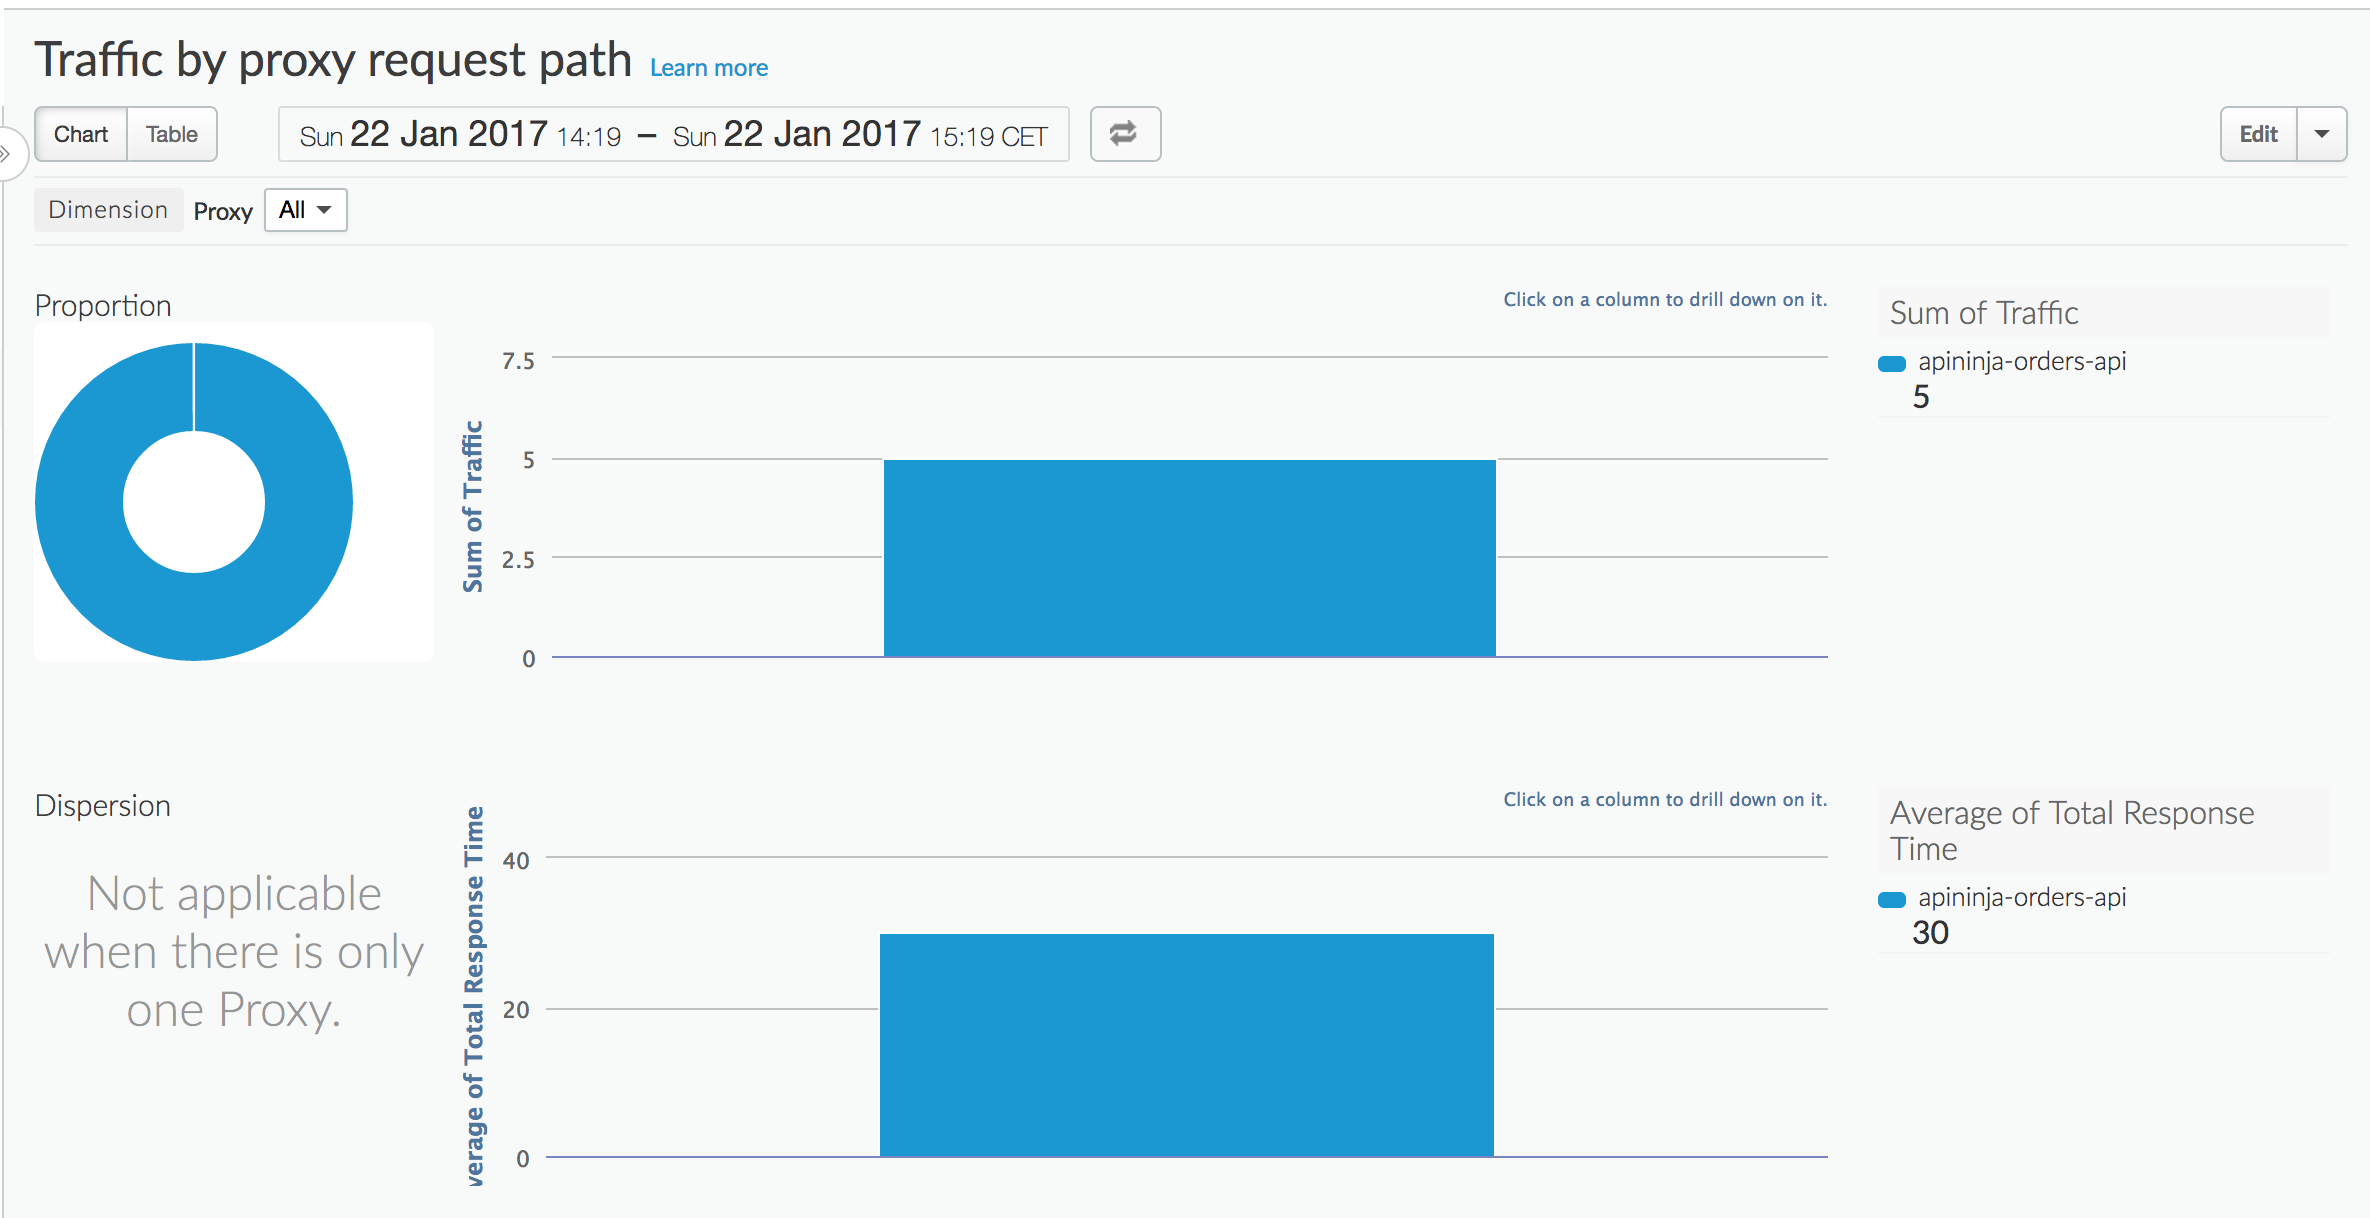 Traffic by proxy request path Learn more
Chart Table Sun 22 Jan 2017 14:19 – Sun 22 Jan 2017 15:19 CET Edit
Dimension Proxy All
Proportion
Click on a column to drill down on it.
7.5
5
2.5
0
Sum of Traffic
Sum of Traffic
apininja-orders-api
5
Dispersion
Not applicable
when there is only
one Proxy.
Click on a column to drill down on it.
40
20
0
verage of Total Response Time
Average of Total Response
Time
apininja-orders-api
30